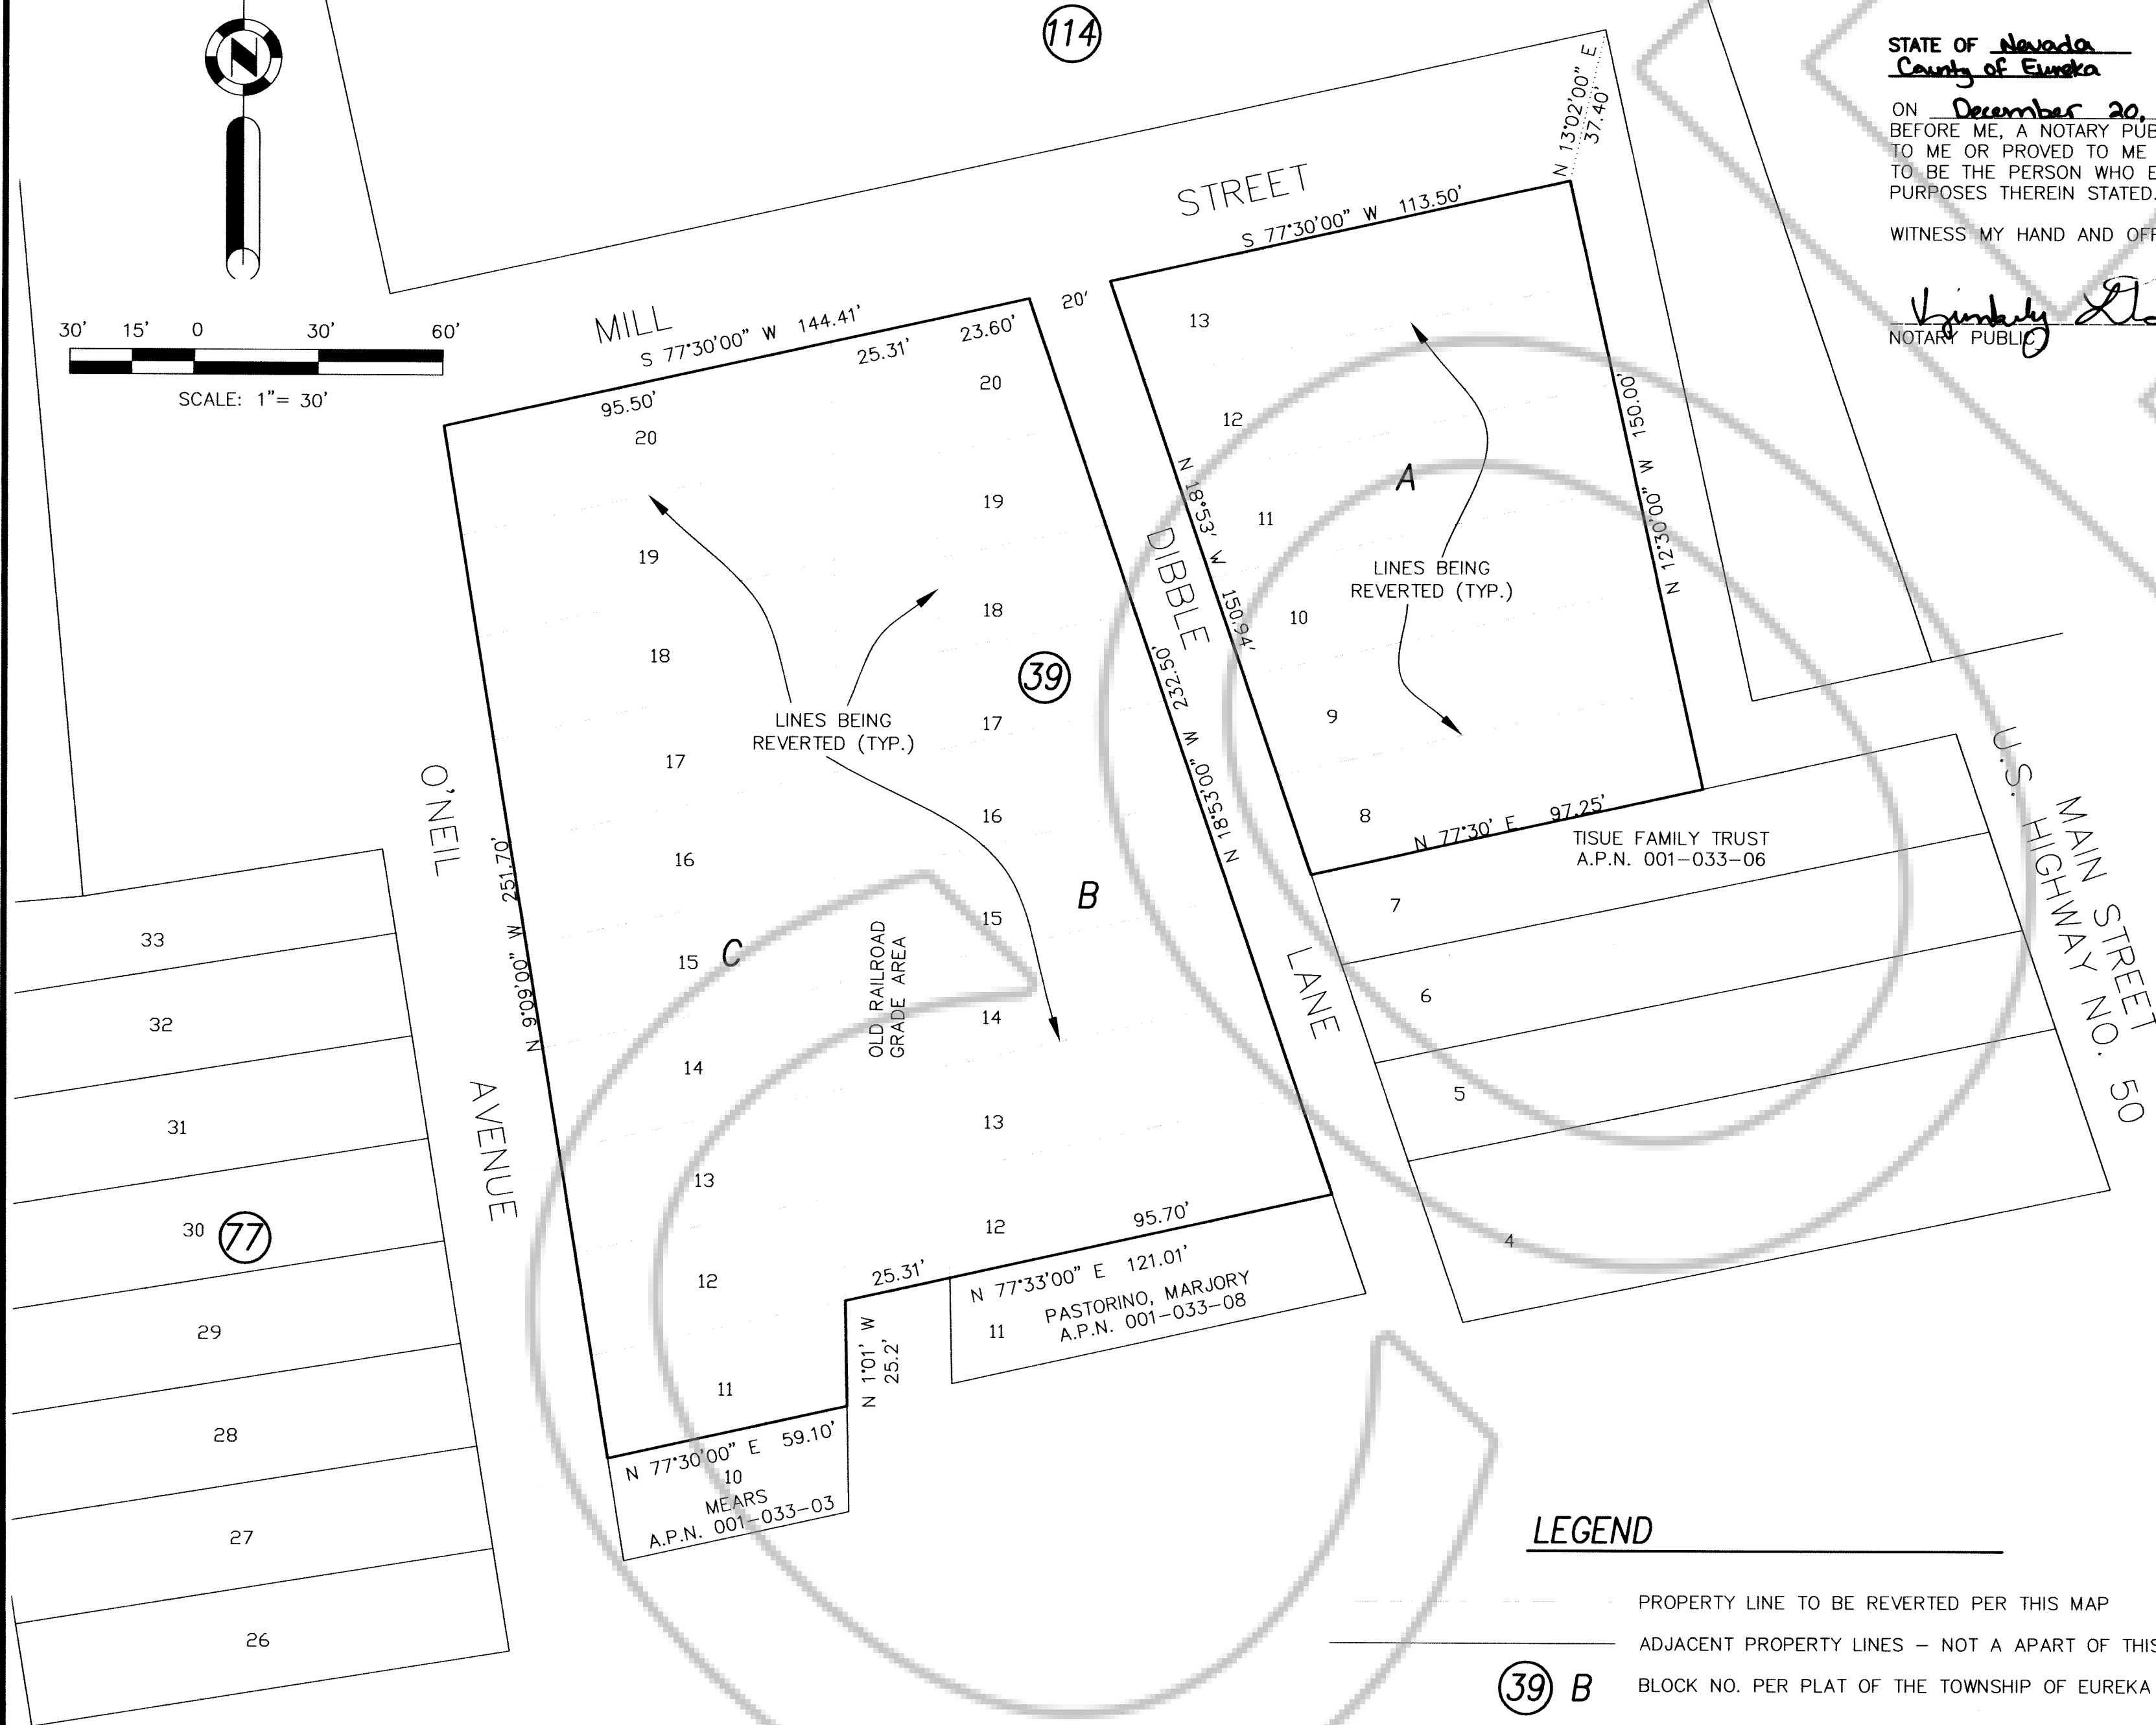 N
114
30' 15' 0 30' 60'
SCALE: 1"= 30'
MILL STREET
S 77°30'00" W 144.41'
95.50'
25.31'
23.60'
20'
S 77°30'00" W 113.50'
N 13°02'00" E
37.40'
STATE OF Nevada
County of Eureka
ON December 20,
BEFORE ME, A NOTARY PUB
TO ME OR PROVED TO ME
TO BE THE PERSON WHO E
PURPOSES THEREIN STATED.
WITNESS MY HAND AND OFF
Kimberly
NOTARY PUBLIC
13
12
11
10
9
8
A
N 18°53' W 150.94'
N 12°30'00" W 150.00'
LINES BEING
REVERTED (TYP.)
N 77°30' E 97.25'
TISUE FAMILY TRUST
A.P.N. 001-033-06
7
6
5
4
DIBBLE LANE
U.S. HIGHWAY NO. 50
MAIN STREET
20
19
18
17
16
15
14
13
12
11
C
20
19
18
17
16
15
14
13
12
B
39
LINES BEING
REVERTED (TYP.)
OLD RAILROAD
GRADE AREA
N 18°53'00" W 232.50'
O'NEIL AVENUE
N 9°09'00" W 251.70'
95.70'
25.31'
N 77°33'00" E 121.01'
PASTORINO, MARJORY
A.P.N. 001-033-08
11
N 1°01' W
25.2'
N 77°30'00" E 59.10'
10
MEARS
A.P.N. 001-033-03
33
32
31
30
77
29
28
27
26
LEGEND
PROPERTY LINE TO BE REVERTED PER THIS MAP
ADJACENT PROPERTY LINES – NOT A APART OF THIS
39 B BLOCK NO. PER PLAT OF THE TOWNSHIP OF EUREKA